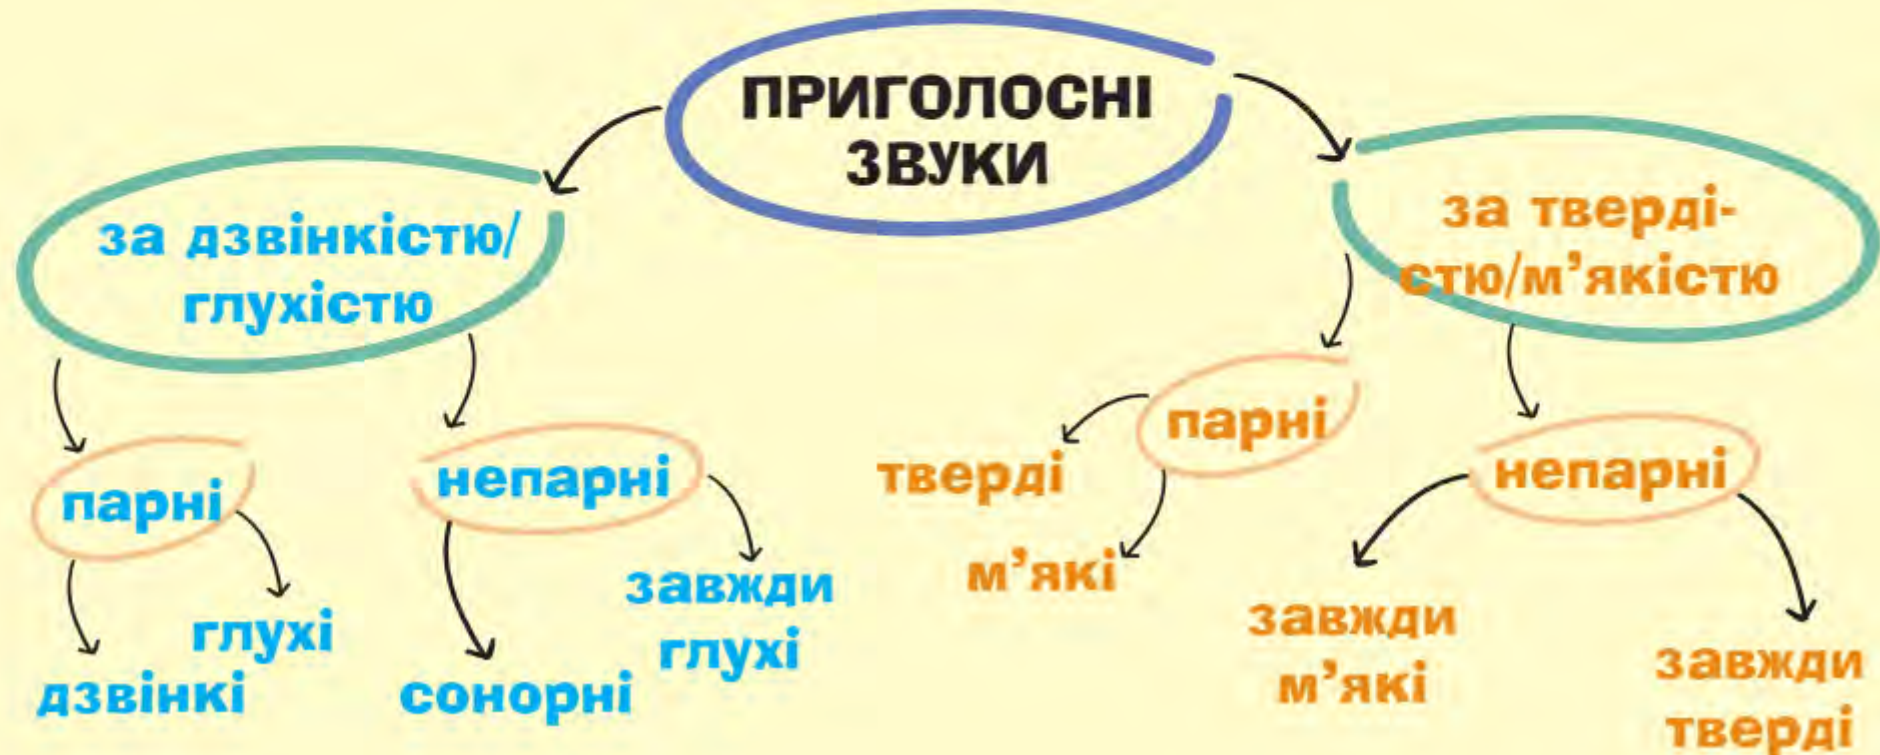 ПРИГОЛОСНІ
ЗВУКИ
за дзвінкістю/
глухістю
парні
глухі
дзвінкі
непарні
сонорні
завжди
глухі
за твердi-
стю/м’якістю
парні
тверді
м’які
непарні
завжди
м’які
завжди
тверді